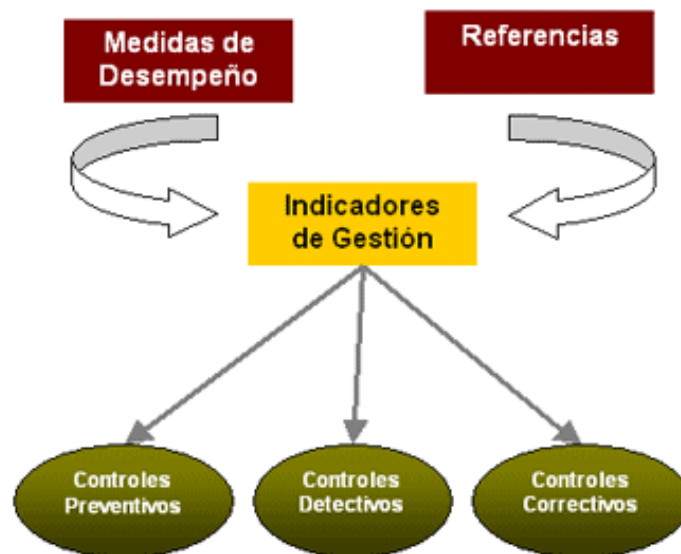 Medidas de
Desempeño
Referencias
Indicadores
de Gestión
Controles
Preventivos
Controles
Detectivos
Controles
Correctivos